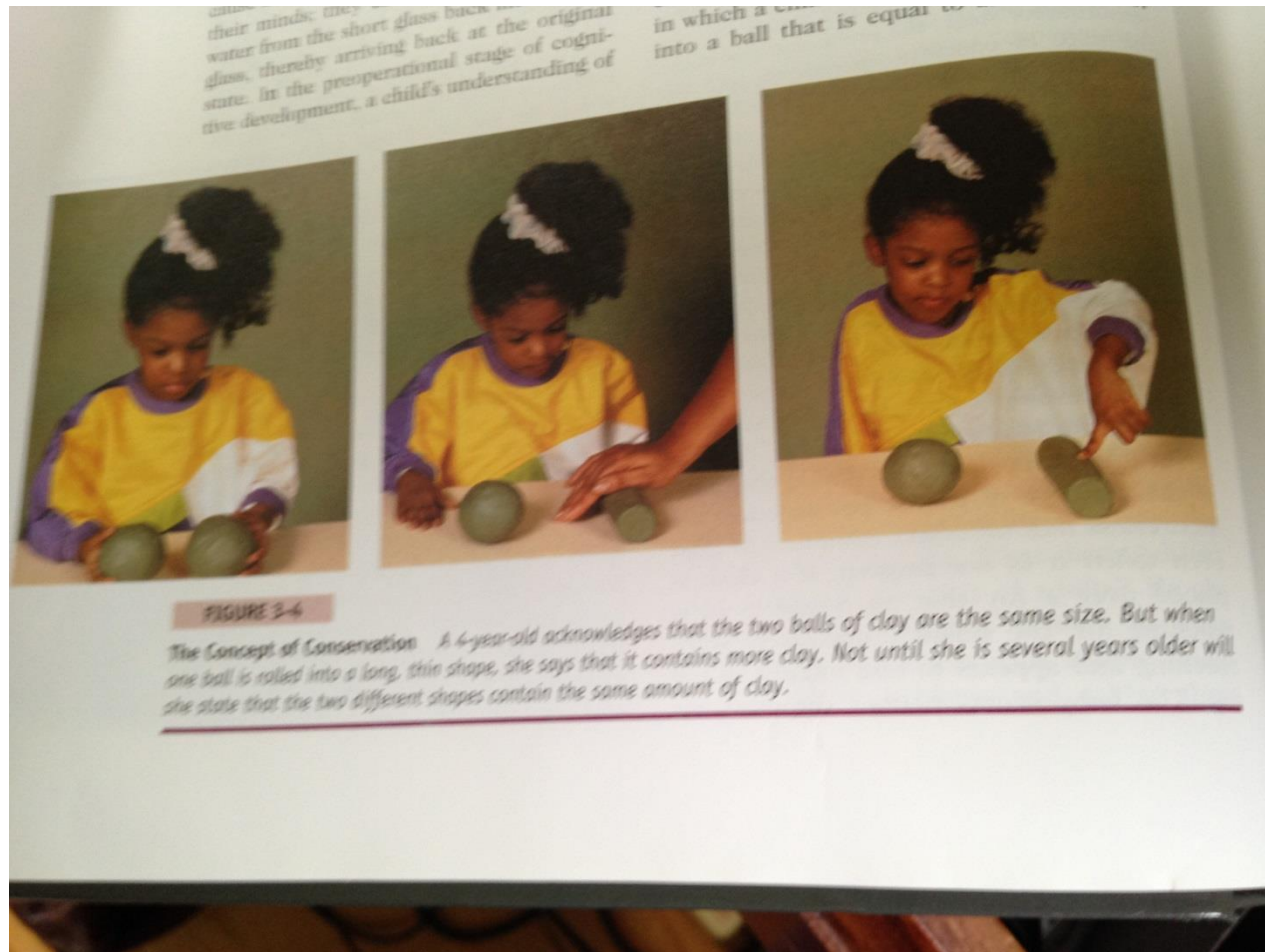 their minds; they
water from the short glass back
glass, thereby arriving back at the original
state. In the preoperational stage of cogni-
tive development, a child's understanding of
in which a
into a ball that is equal to
FIGURE 3-4
The Concept of Conservation A 4-year-old acknowledges that the two balls of clay are the same size. But when
one ball is rolled into a long, thin shape, she says that it contains more clay. Not until she is several years older will
she state that the two different shapes contain the same amount of clay.